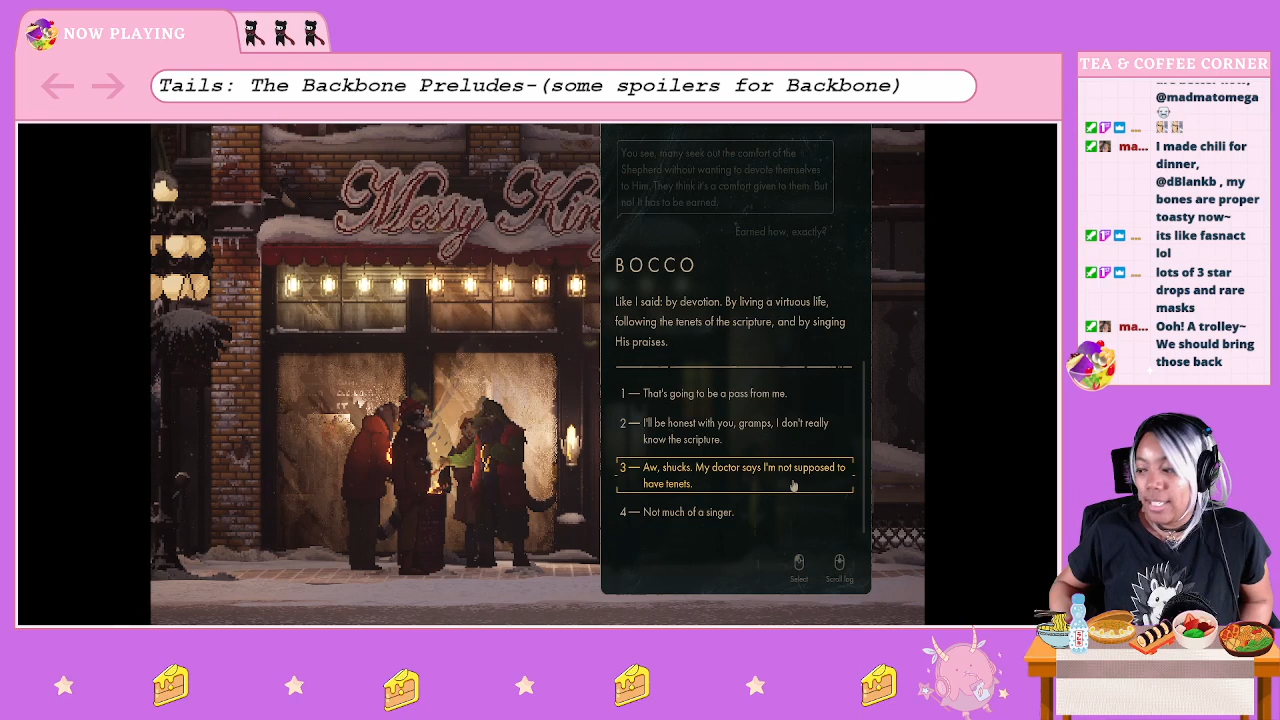 NOW PLAYING
Tails: The Backbone Preludes-(some spoilers for Backbone)
Merry Kin
You see, many seek out the comfort of the
Shepherd without wanting to devote themselves
to Him. They think it's a comfort given to them. But
no! It has to be earned.
Earned how, exactly?
BOCCO
Like I said: by devotion. By living a virtuous life,
following the tenets of the scripture, and by singing
His praises.
1 — That's going to be a pass from me.
2 — I'll be honest with you, gramps, I don't really
know the scripture.
3 — Aw, shucks. My doctor says I'm not supposed to
have tenets.
4 — Not much of a singer.
Select
Scroll log
TEA & COFFEE CORNER
@madmatomega
ma... I made chili for
dinner,
@dBlankb , my
bones are proper
toasty now~
its like fasnact
lol
lots of 3 star
drops and rare
masks
ma... Ooh! A trolley~
We should bring
those back